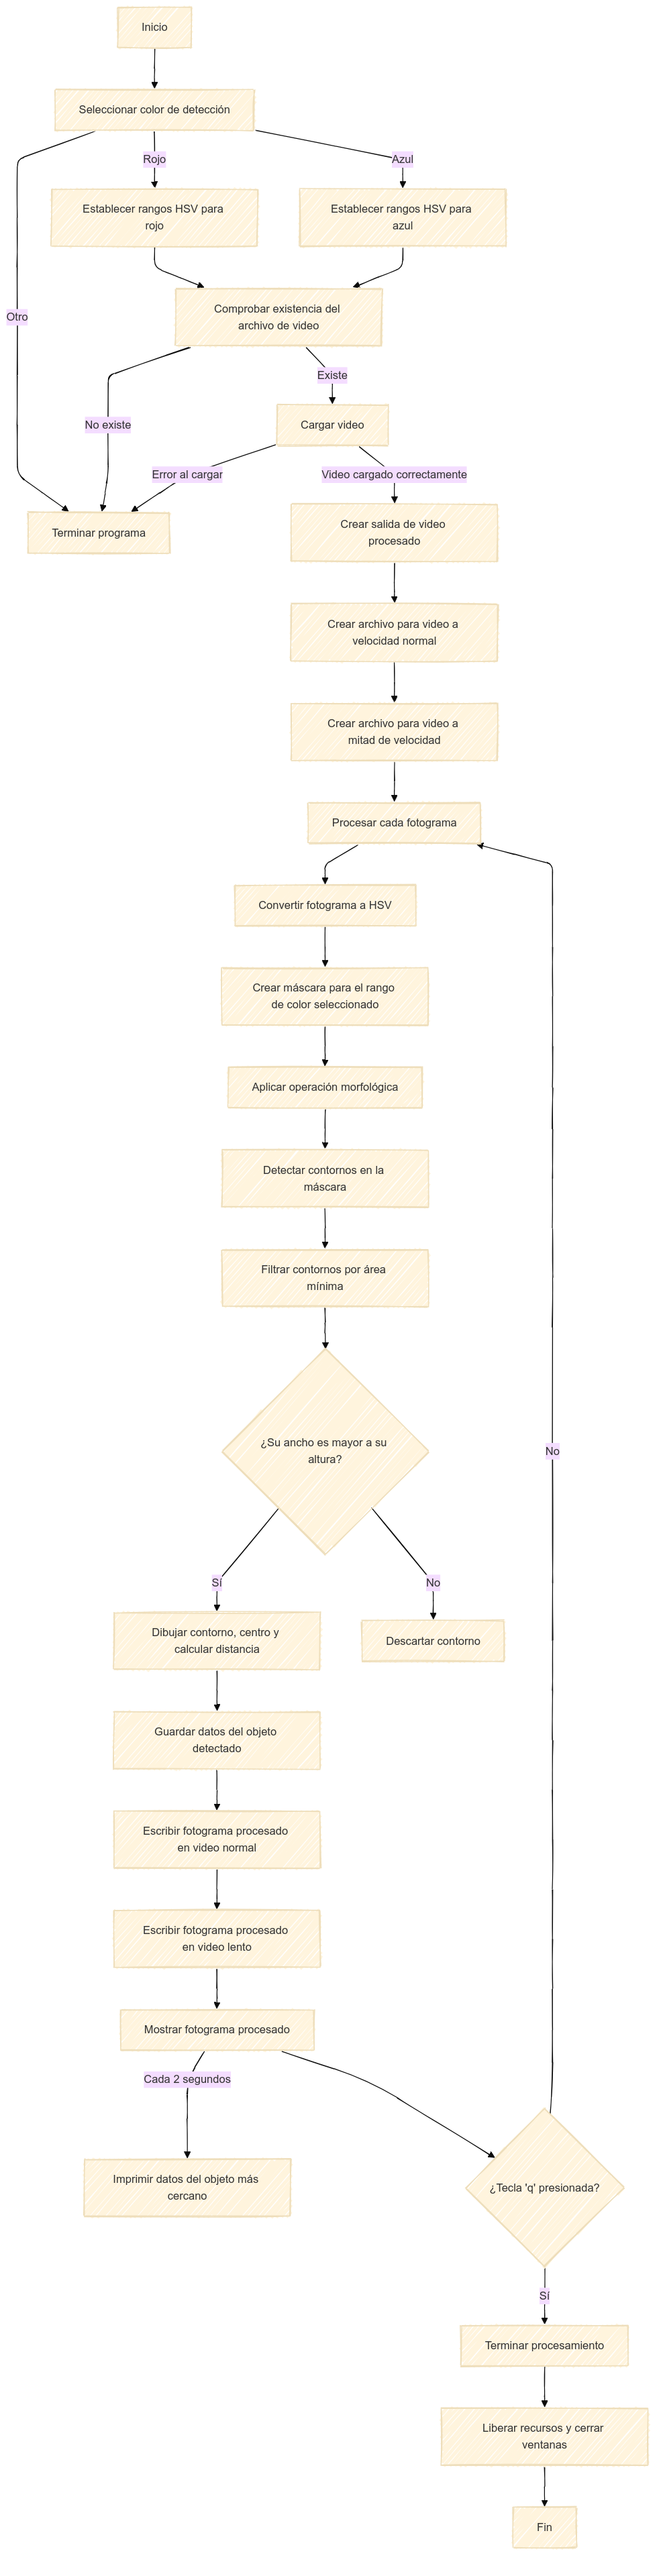 Inicio
Seleccionar color de detección
Rojo
Azul
Establecer rangos HSV para
rojo
Establecer rangos HSV para
azul
Otro
Comprobar existencia del
archivo de video
Existe
No existe
Cargar video
Error al cargar
Video cargado correctamente
Terminar programa
Crear salida de video
procesado
Crear archivo para video a
velocidad normal
Crear archivo para video a
mitad de velocidad
Procesar cada fotograma
Convertir fotograma a HSV
Crear máscara para el rango
de color seleccionado
Aplicar operación morfológica
Detectar contornos en la
máscara
Filtrar contornos por área
mínima
¿Su ancho es mayor a su
altura?
No
Sí
No
Dibujar contorno, centro y
calcular distancia
Descartar contorno
Guardar datos del objeto
detectado
Escribir fotograma procesado
en video normal
Escribir fotograma procesado
en video lento
Mostrar fotograma procesado
Cada 2 segundos
Imprimir datos del objeto más
cercano
¿Tecla 'q' presionada?
Sí
Terminar procesamiento
Liberar recursos y cerrar
ventanas
Fin